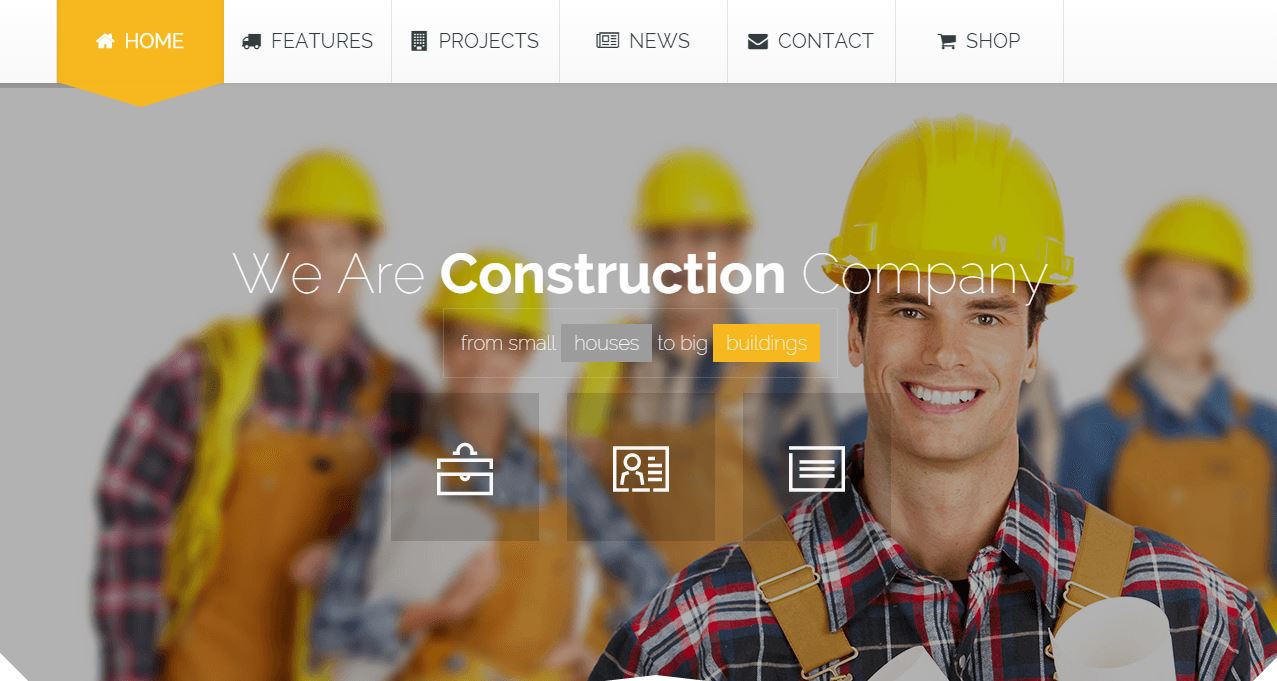 HOME FEATURES PROJECTS NEWS CONTACT SHOP
We Are Construction Company
from small houses to big buildings